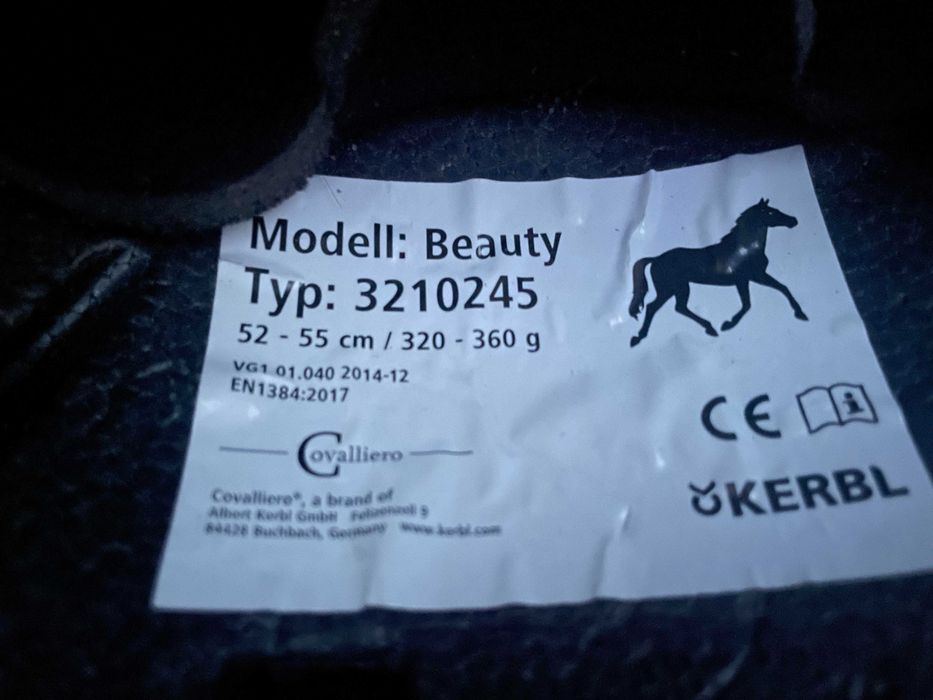 Modell: Beauty
Typ: 3210245
52 - 55 cm / 320 - 360 g
VG1 01.040 2014-12
EN1384:2017
CE
Covalliero
KERBL
Covalliero®, a brand of
Albert Kerbl GmbH Felizenzell 9
84428 Buchbach, Germany www.kerbl.com